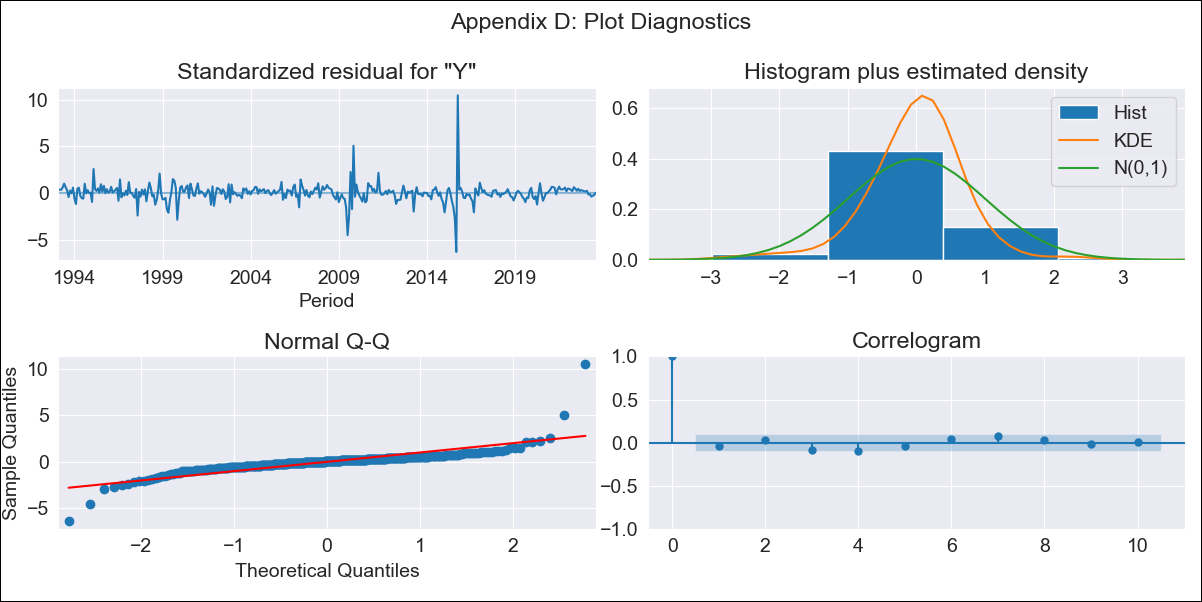 Appendix D: Plot Diagnostics
Standardized residual for "Y"
10
5
0
−5
1994 1999 2004 2009 2014 2019
Period
Histogram plus estimated density
Hist
KDE
N(0,1)
0.6
0.4
0.2
0.0
−3 −2 −1 0 1 2 3
Normal Q-Q
Sample Quantiles
10
5
0
−5
−2 −1 0 1 2
Theoretical Quantiles
Correlogram
1.0
0.5
0.0
−0.5
−1.0
0 2 4 6 8 10